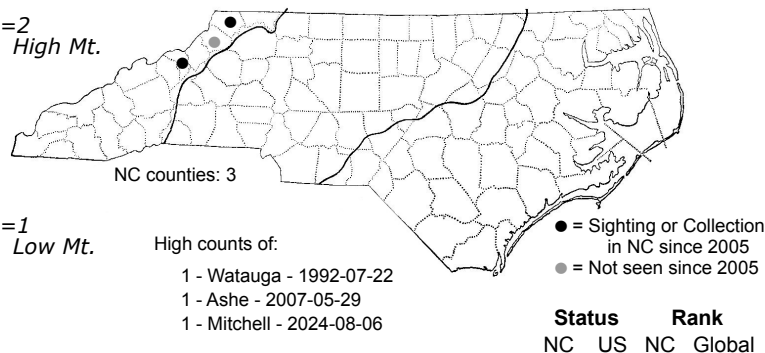 =2
High Mt.
NC counties: 3
=1
Low Mt.
High counts of:
1 - Watauga - 1992-07-22
1 - Ashe - 2007-05-29
1 - Mitchell - 2024-08-06
= Sighting or Collection
in NC since 2005
= Not seen since 2005
Status Rank
NC US NC Global